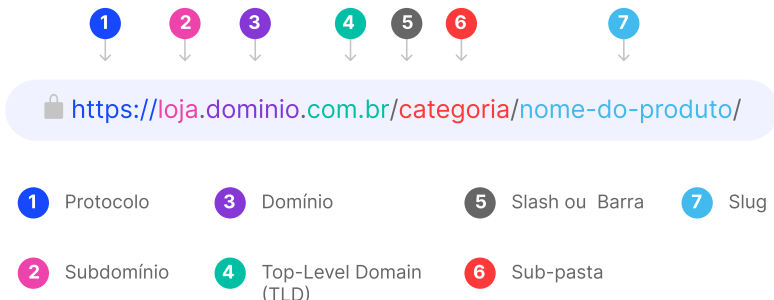 1 2 3 4 5 6 7
https://loja.dominio.com.br/categoria/nome-do-produto/
1 Protocolo 3 Domínio 5 Slash ou Barra 7 Slug
2 Subdomínio 4 Top-Level Domain 6 Sub-pasta
(TLD)